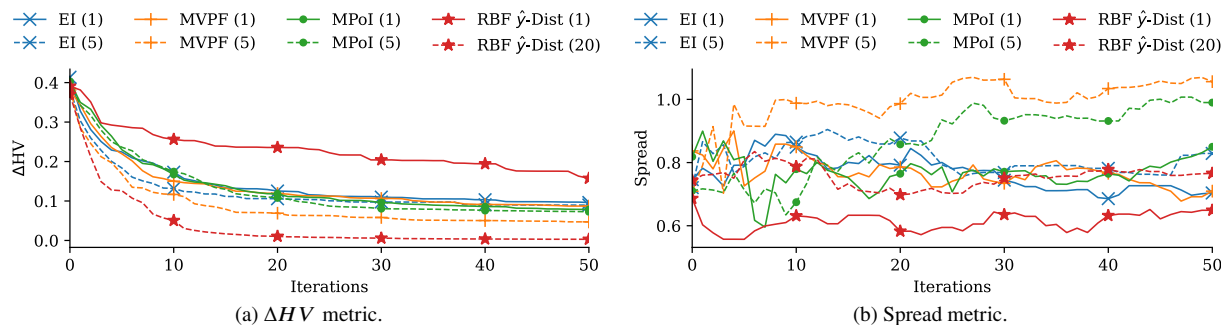 EI (1) MVPF (1) MPoI (1) RBF ŷ-Dist (1)
EI (5) MVPF (5) MPoI (5) RBF ŷ-Dist (20)
0.4
0.3
0.2
0.1
0.0
ΔHV
0 10 20 30 40 50
Iterations
(a) ΔHV metric.
EI (1) MVPF (1) MPoI (1) RBF ŷ-Dist (1)
EI (5) MVPF (5) MPoI (5) RBF ŷ-Dist (20)
1.0
0.8
0.6
Spread
0 10 20 30 40 50
Iterations
(b) Spread metric.